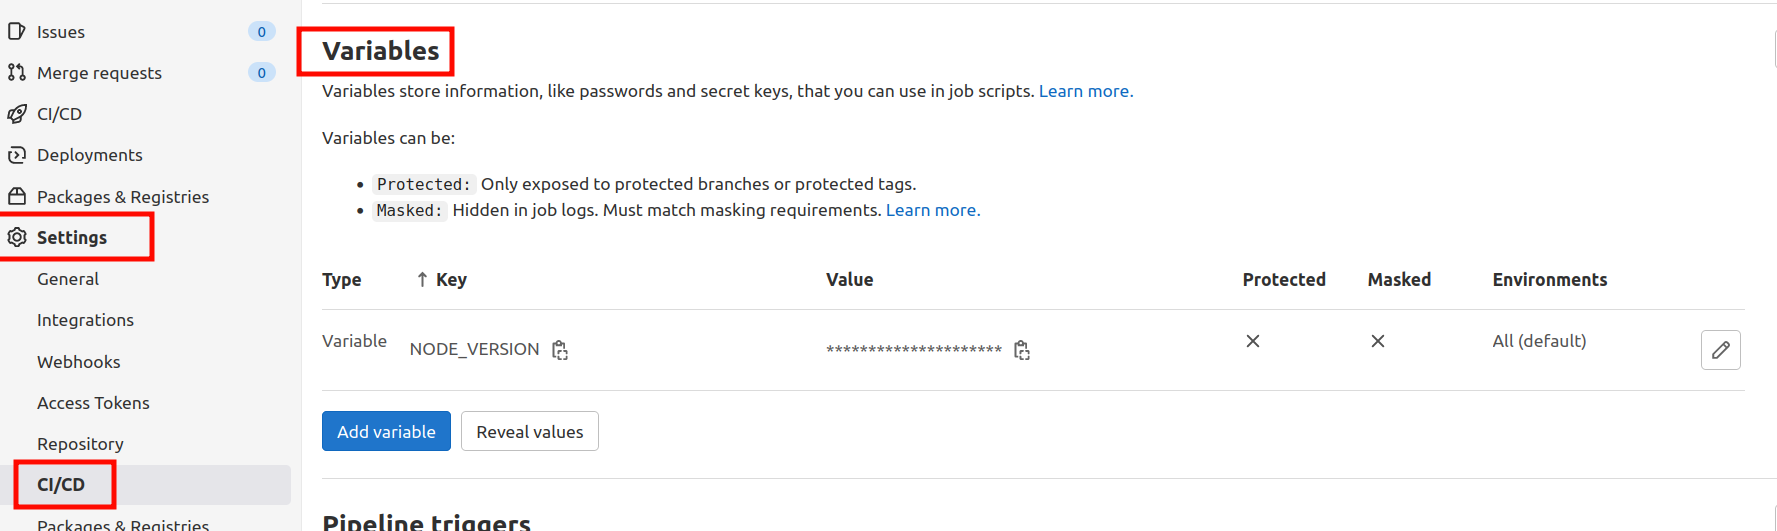 Issues 0
Merge requests 0
CI/CD
Deployments
Packages & Registries
Settings
General
Integrations
Webhooks
Access Tokens
Repository
CI/CD
Packages & Registries
Variables
Variables store information, like passwords and secret keys, that you can use in job scripts. Learn more.
Variables can be:
• Protected: Only exposed to protected branches or protected tags.
• Masked: Hidden in job logs. Must match masking requirements. Learn more.
Type ↑ Key Value Protected Masked Environments
Variable NODE_VERSION ********************* All (default)
Add variable Reveal values
Pipeline triggers